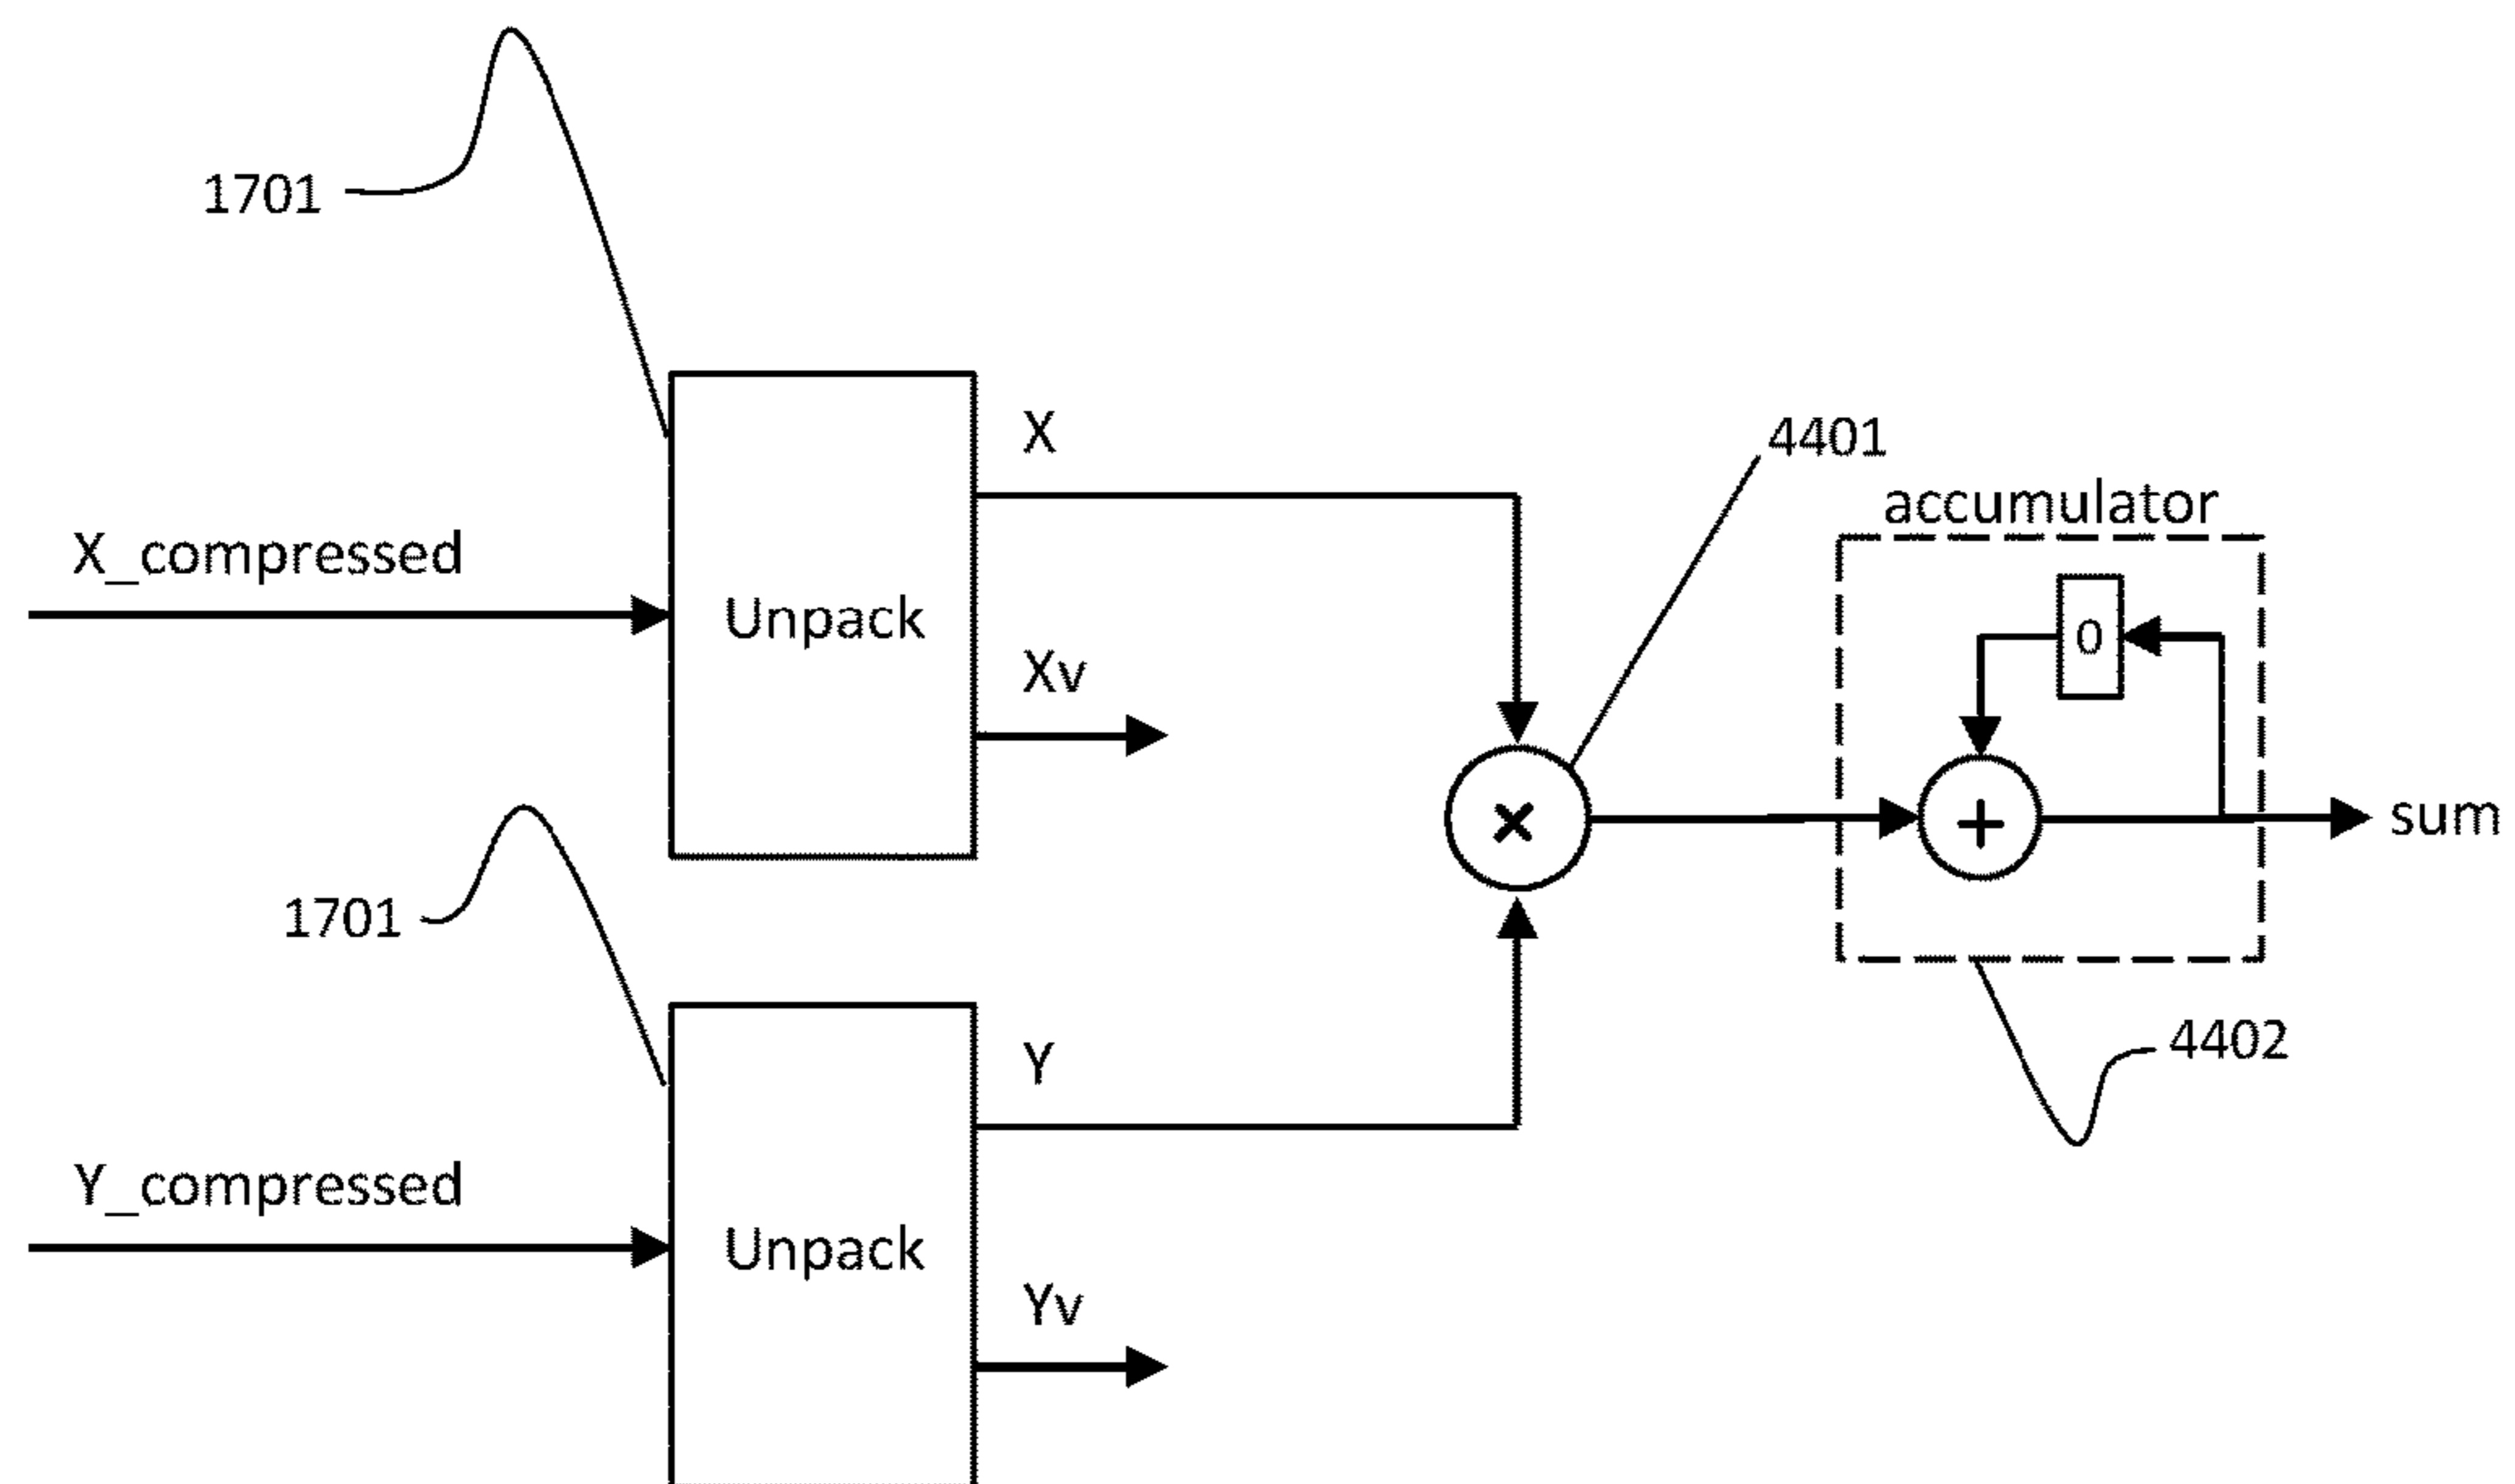 1701
X
4401
accumulator
X_compressed
Unpack
0
Xv
×
+
sum
1701
Y
4402
Y_compressed
Unpack
Yv